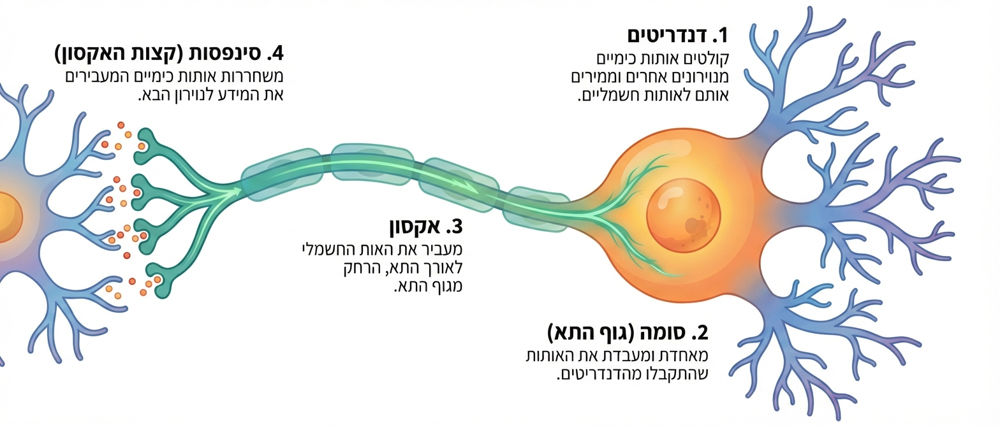 1. דנדריטים
קולטים אותות כימיים
מנוירונים אחרים וממירים
אותם לאותות חשמליים.
2. סומה (גוף התא)
מאחדת ומעבדת את האותות
שהתקבלו מהדנדריטים.
3. אקסון
מעביר את האות החשמלי
לאורך התא, הרחק
מגוף התא.
4. סינפסות (קצות האקסון)
משחררות אותות כימיים המעבירים
את המידע לנוירון הבא.